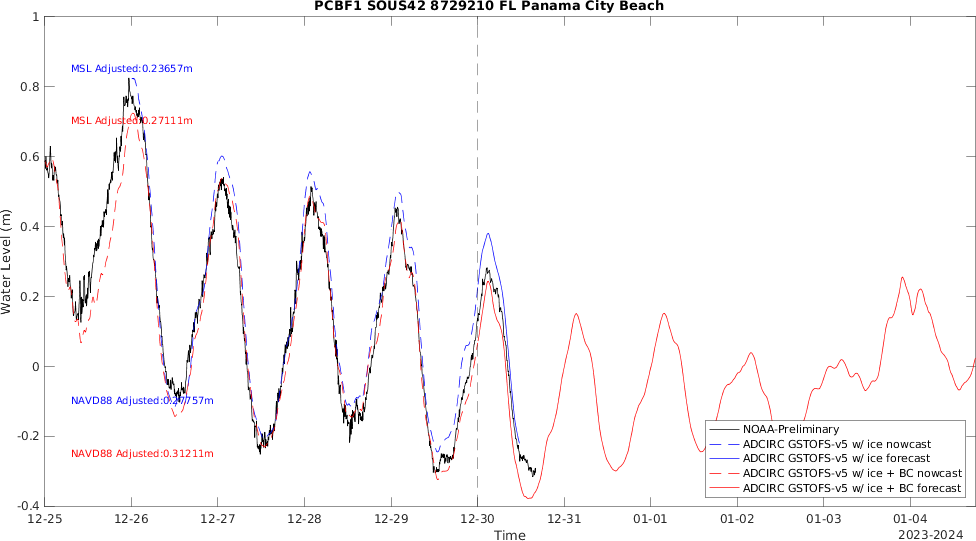 PCBF1 SOUS42 8729210 FL Panama City Beach
1
0.8
0.6
0.4
0.2
0
-0.2
-0.4
Water Level (m)
MSL Adjusted:0.23657m
MSL Adjusted:0.27111m
NAVD88 Adjusted:0.27757m
NAVD88 Adjusted:0.31211m
NOAA-Preliminary
ADCIRC GSTOFS-v5 w/ ice nowcast
ADCIRC GSTOFS-v5 w/ ice forecast
ADCIRC GSTOFS-v5 w/ ice + BC nowcast
ADCIRC GSTOFS-v5 w/ ice + BC forecast
12-25 12-26 12-27 12-28 12-29 12-30 12-31 01-01 01-02 01-03 01-04
Time
2023-2024